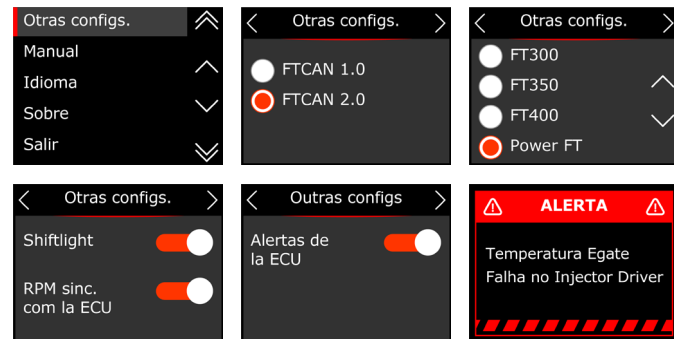 Otras configs.
Manual
Idioma
Sobre
Salir
Otras configs.
FTCAN 1.0
FTCAN 2.0
Otras configs.
FT300
FT350
FT400
Power FT
Otras configs.
Shiftlight
RPM sinc.
com la ECU
Outras configs
Alertas de
la ECU
ALERTA
Temperatura Egate
Falha no Injector Driver